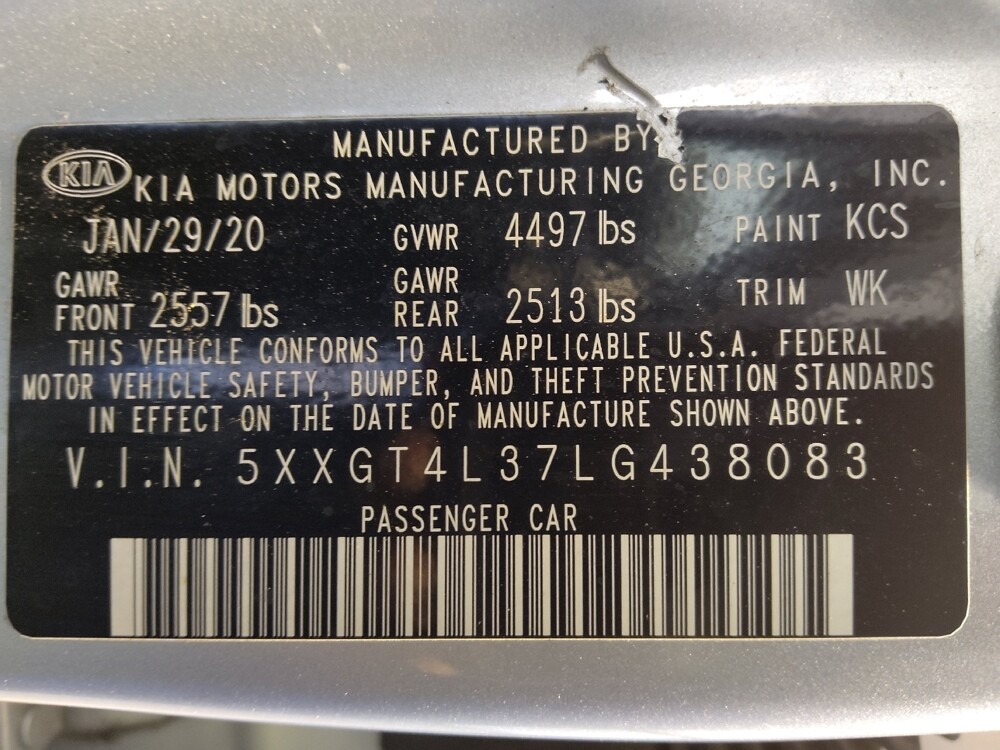 MANUFACTURED BY
KIA KIA MOTORS MANUFACTURING GEORGIA, INC.
JAN/29/20 GVWR 4497 lbs PAINT KCS
GAWR FRONT 2557 lbs GAWR REAR 2513 lbs TRIM WK
THIS VEHICLE CONFORMS TO ALL APPLICABLE U.S.A. FEDERAL
MOTOR VEHICLE SAFETY, BUMPER, AND THEFT PREVENTION STANDARDS
IN EFFECT ON THE DATE OF MANUFACTURE SHOWN ABOVE.
V.I.N. 5XXGT4L37LG438083
PASSENGER CAR